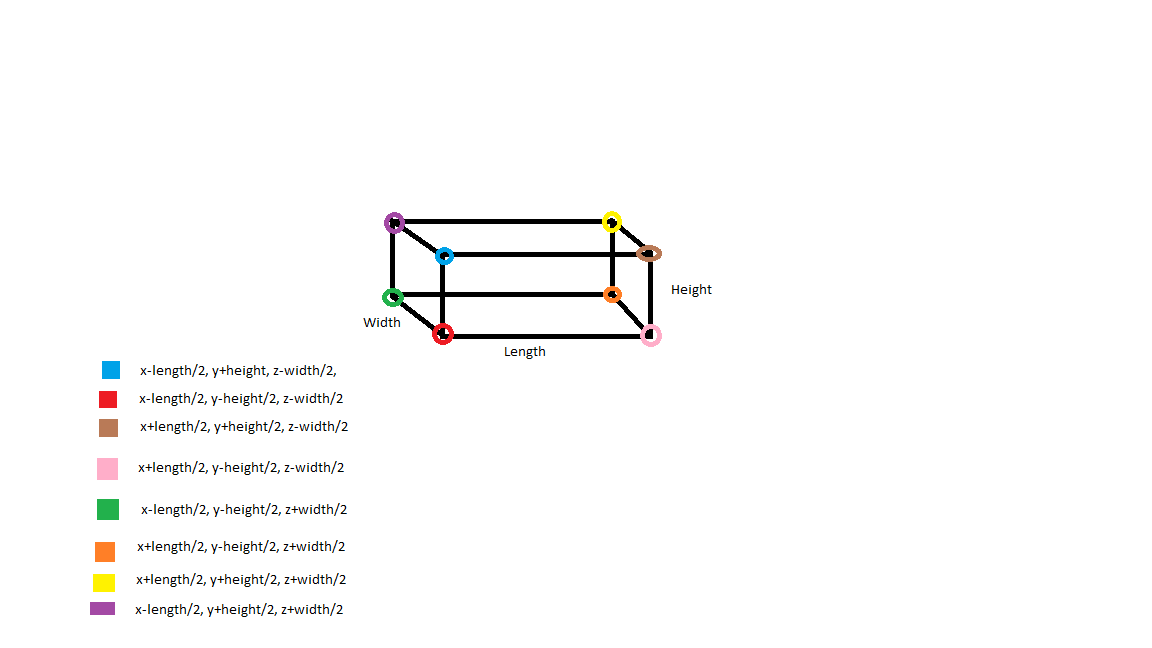 Height
Width
Length
x-length/2, y+height, z-width/2,
x-length/2, y-height/2, z-width/2
x+length/2, y+height/2, z-width/2
x+length/2, y-height/2, z-width/2
x-length/2, y-height/2, z+width/2
x+length/2, y-height/2, z+width/2
x+length/2, y+height/2, z+width/2
x-length/2, y+height/2, z+width/2